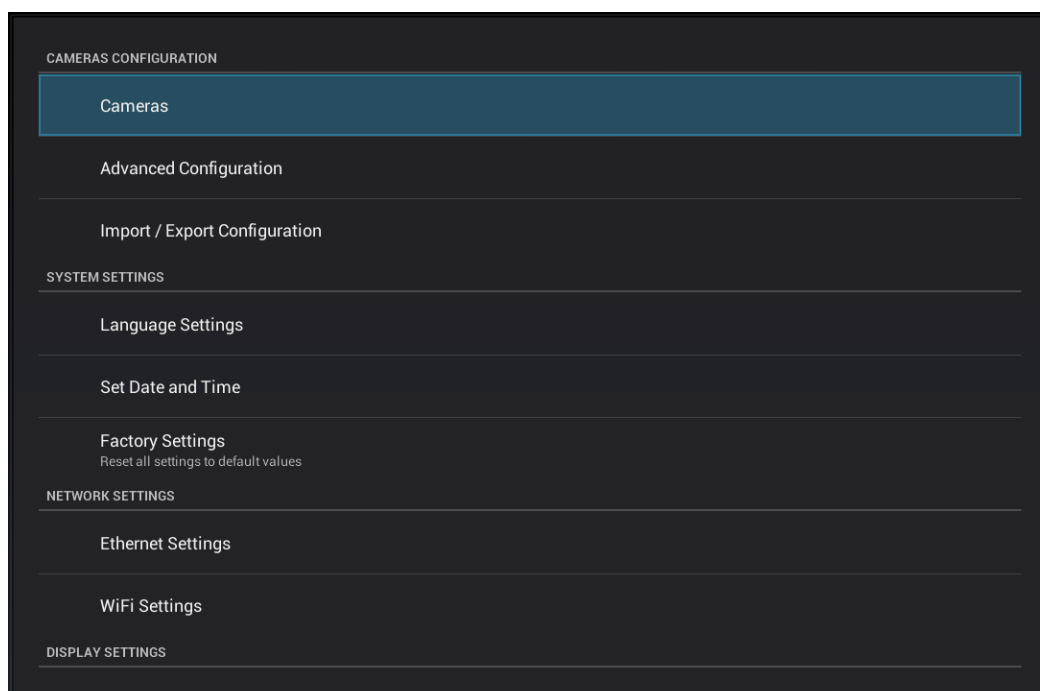 CAMERAS CONFIGURATION
Cameras
Advanced Configuration
Import / Export Configuration
SYSTEM SETTINGS
Language Settings
Set Date and Time
Factory Settings
Reset all settings to default values
NETWORK SETTINGS
Ethernet Settings
WiFi Settings
DISPLAY SETTINGS